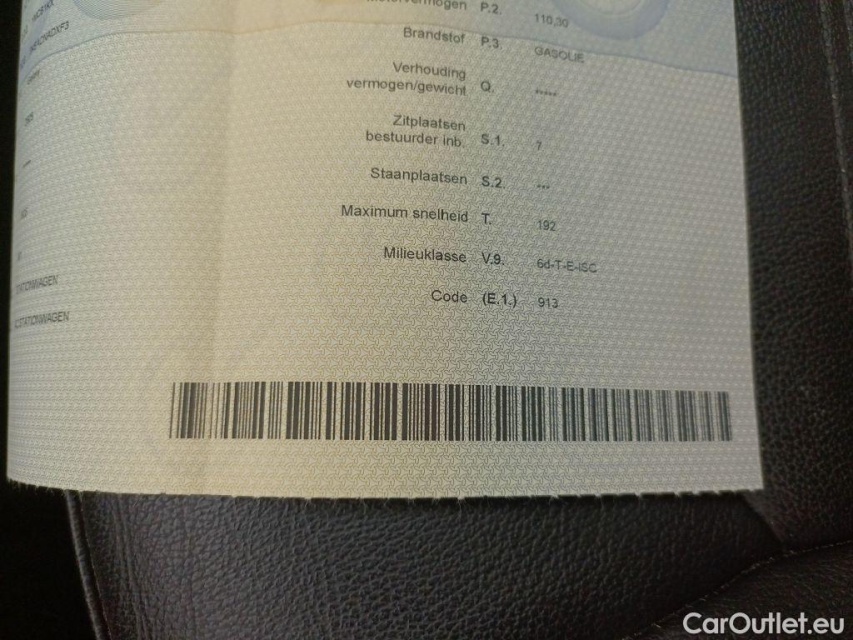 P.2. 110,30
Brandstof P.3. GASOLIE
Verhouding
vermogen/gewicht Q. *****
Zitplaatsen
bestuurder inb. S.1. 7
Staanplaatsen S.2. ***
Maximum snelheid T. 192
Milieuklasse V.9. 6d-T-E-ISC
Code (E.1.) 913
STATIONWAGEN
CarOutlet.eu